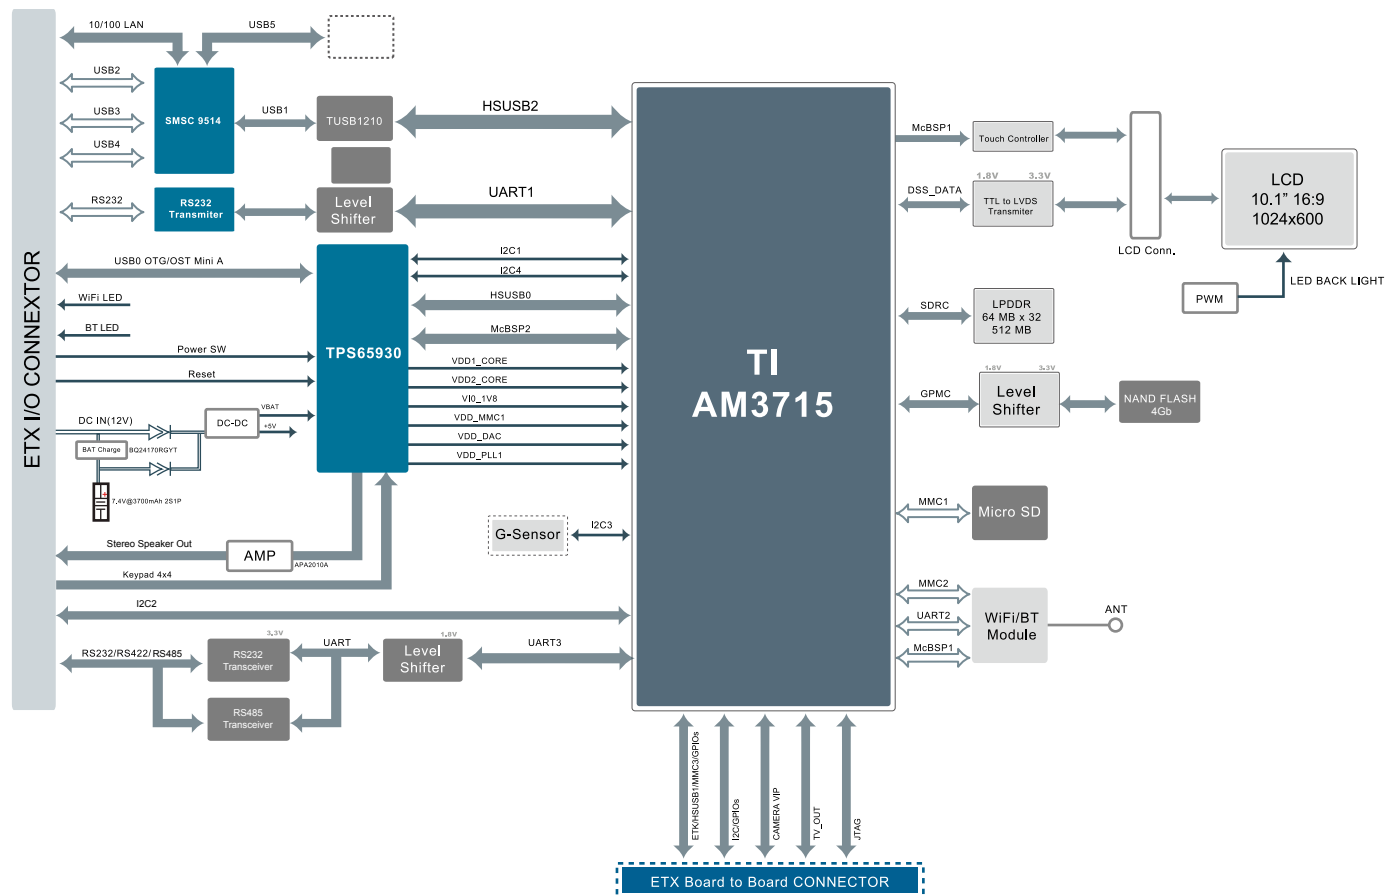 10/100 LAN
USB5
USB2
USB3
USB4
SMSC 9514
USB1
TUSB1210
HSUSB2
RS232
RS232
Transmiter
Level
Shifter
UART1
ETX I/O CONNEXTOR
USB0 OTG/OST Mini A
WiFi LED
BT LED
Power SW
Reset
TPS65930
I2C1
I2C4
HSUSB0
McBSP2
VDD1_CORE
VDD2_CORE
VI0_1V8
VDD_MMC1
VDD_DAC
VDD_PLL1
DC IN(12V)
DC-DC
VBAT
+5V
BAT Charge
BQ24170RGYT
+
7.4V@3700mAh 2S1P
Stereo Speaker Out
AMP
APA2010A
Keypad 4x4
G-Sensor
I2C3
I2C2
RS232/RS422/RS485
3.3V
RS232
Transceiver
RS485
Transceiver
UART
1.8V
Level
Shifter
UART3
TI
AM3715
McBSP1
Touch Controller
DSS_DATA
1.8V
3.3V
TTL to LVDS
Transmiter
LCD Conn.
LCD
10.1" 16:9
1024x600
LED BACK LIGHT
PWM
SDRC
LPDDR
64 MB x 32
512 MB
GPMC
1.8V
3.3V
Level
Shifter
NAND FLASH
4Gb
MMC1
Micro SD
MMC2
UART2
McBSP1
WiFi/BT
Module
ANT
ETK/HSUSB1/MMC3/GPIOs
I2C/GPIOs
CAMERA VIP
TV_OUT
JTAG
ETX Board to Board CONNECTOR